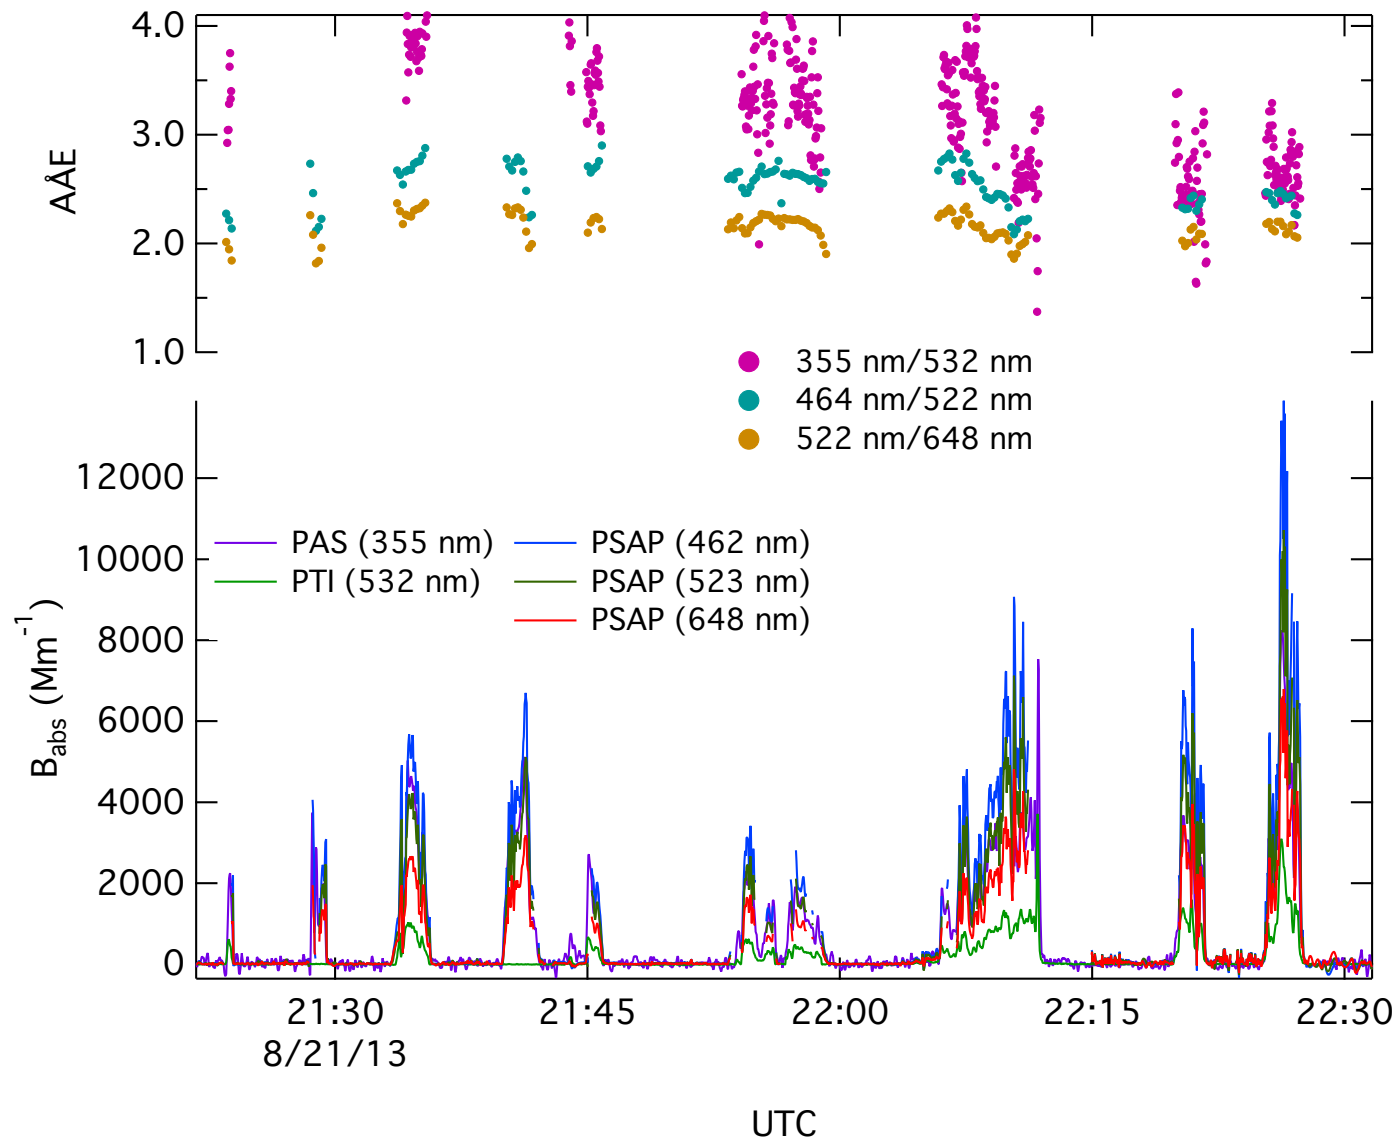 4.0
3.0
2.0
1.0
AÅE
355 nm/532 nm
464 nm/522 nm
522 nm/648 nm
12000
10000
8000
6000
4000
2000
0
B_abs (Mm^-1)
PAS (355 nm)
PTI (532 nm)
PSAP (462 nm)
PSAP (523 nm)
PSAP (648 nm)
21:30 21:45 22:00 22:15 22:30
8/21/13
UTC